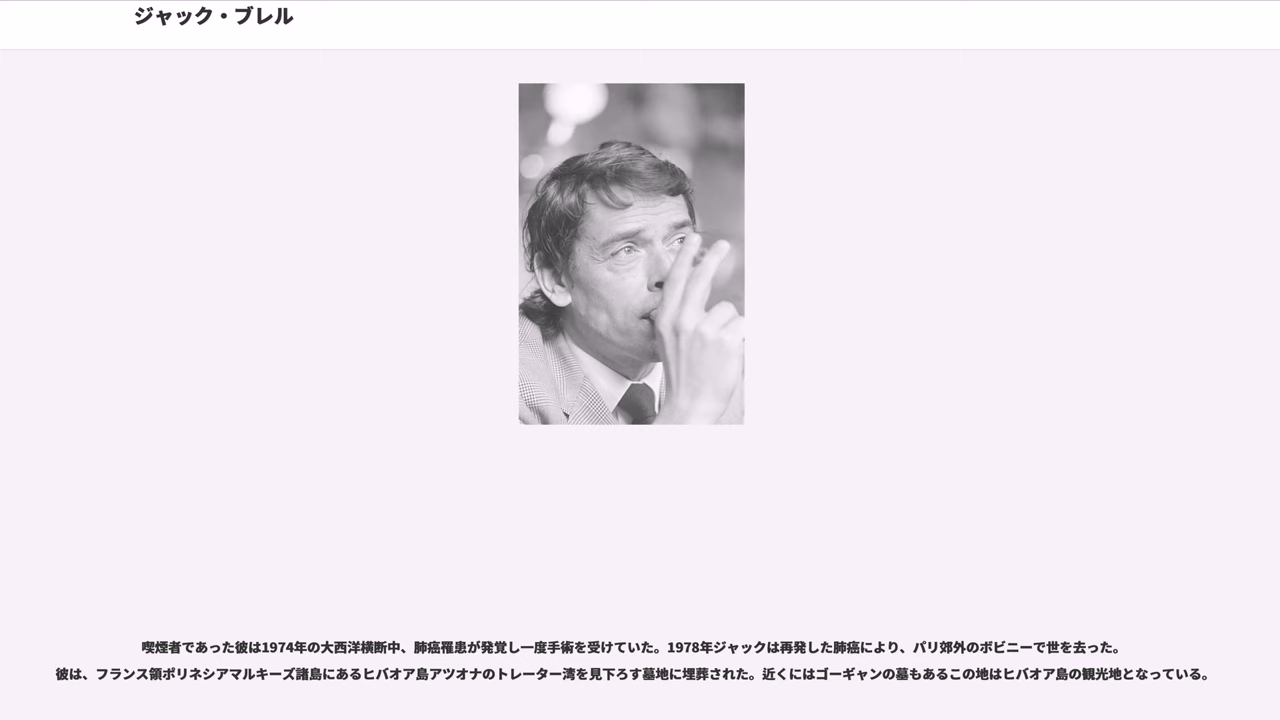 ジャック・ブレル
喫煙者であった彼は1974年の大西洋横断中、肺癌罹患が発覚し一度手術を受けていた。1978年ジャックは再発した肺癌により、パリ郊外のボビニーで世を去った。
彼は、フランス領ポリネシアマルキーズ諸島にあるヒバオア島アツオナのトレーター湾を見下ろす墓地に埋葬された。近くにはゴーギャンの墓もあるこの地はヒバオア島の観光地となっている。